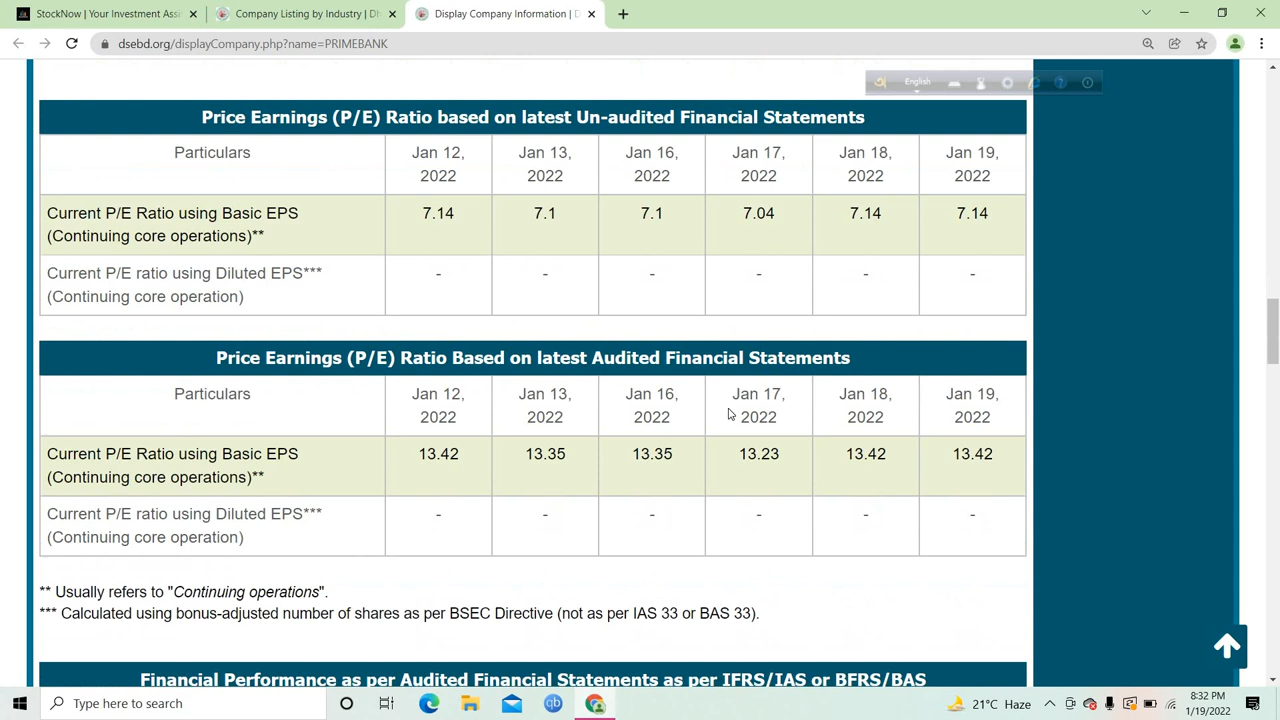 StockNow | Your Investment Ass
Company Listing by Industry | Dh
Display Company Information | D
dsebd.org/displayCompany.php?name=PRIMEBANK
English
Price Earnings (P/E) Ratio based on latest Un-audited Financial Statements
Particulars Jan 12, 2022 Jan 13, 2022 Jan 16, 2022 Jan 17, 2022 Jan 18, 2022 Jan 19, 2022
Current P/E Ratio using Basic EPS
(Continuing core operations)** 7.14 7.1 7.1 7.04 7.14 7.14
Current P/E ratio using Diluted EPS***
(Continuing core operation) - - - - - -
Price Earnings (P/E) Ratio Based on latest Audited Financial Statements
Particulars Jan 12, 2022 Jan 13, 2022 Jan 16, 2022 Jan 17, 2022 Jan 18, 2022 Jan 19, 2022
Current P/E Ratio using Basic EPS
(Continuing core operations)** 13.42 13.35 13.35 13.23 13.42 13.42
Current P/E ratio using Diluted EPS***
(Continuing core operation) - - - - - -
** Usually refers to "Continuing operations".
*** Calculated using bonus-adjusted number of shares as per BSEC Directive (not as per IAS 33 or BAS 33).
Financial Performance as per Audited Financial Statements as per IFRS/IAS or BFRS/BAS
Type here to search
qb
21°C Haze
8:32 PM
1/19/2022